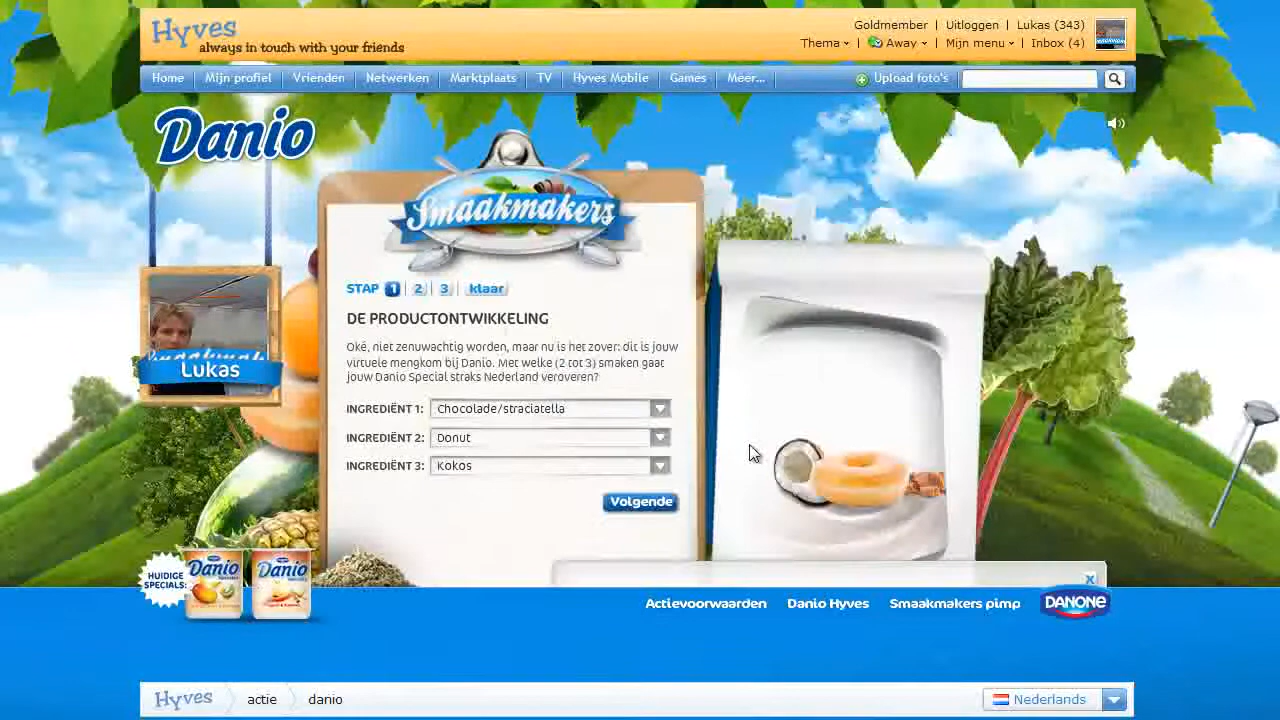 Hyves
always in touch with your friends
Goldmember | Uitloggen | Lukas (343)
Thema Away Mijn menu Inbox (4)
Home Mijn profiel Vrienden Netwerken Marktplaats TV Hyves Mobile Games Meer... Upload foto's
Danio
Smaakmakers
STAP 1 | 2 | 3 | klaar
DE PRODUCTONTWIKKELING
Oké, niet zenuwachtig worden, maar nu is het zover: dit is jouw
virtuele mengkom bij Danio. Met welke (2 tot 3) smaken gaat
jouw Danio Special straks Nederland veroveren?
INGREDIËNT 1: Chocolade/straciatella
INGREDIËNT 2: Donut
INGREDIËNT 3: Kokos
Volgende
Lukas
HUIDIGE
SPECIALS:
Danio
Danio
x
Actievoorwaarden Danio Hyves Smaakmakers pimp DANONE
Hyves actie danio Nederlands